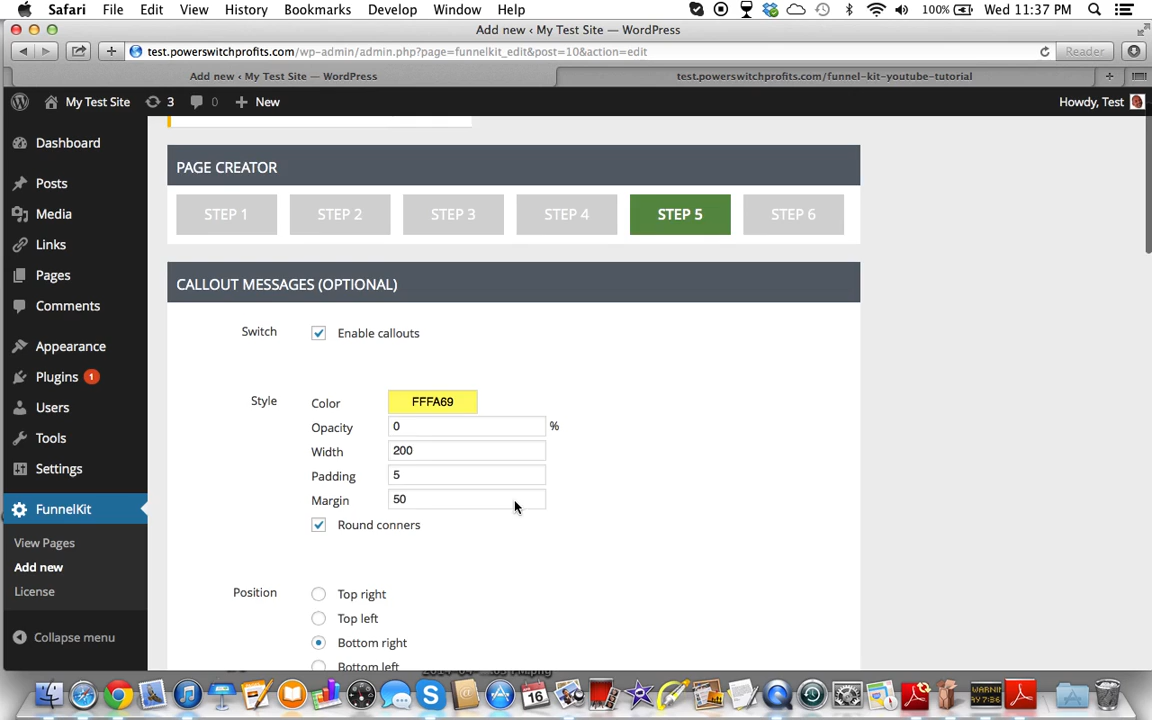 Safari File Edit View History Bookmarks Develop Window Help 100% Wed 11:37 PM
Add new ‹ My Test Site — WordPress
test.powerswitchprofits.com/wp-admin/admin.php?page=funnelkit_edit&post=10&action=edit Reader
Add new ‹ My Test Site — WordPress test.powerswitchprofits.com/funnel-kit-youtube-tutorial
My Test Site 3 0 New Howdy, Test
Dashboard
Posts
Media
Links
Pages
Comments
Appearance
Plugins 1
Users
Tools
Settings
FunnelKit
View Pages
Add new
License
Collapse menu
PAGE CREATOR
STEP 1 STEP 2 STEP 3 STEP 4 STEP 5 STEP 6
CALLOUT MESSAGES (OPTIONAL)
Switch Enable callouts
Style Color FFFA69
Opacity 0 %
Width 200
Padding 5
Margin 50
Round conners
Position Top right
Top left
Bottom right
Bottom left